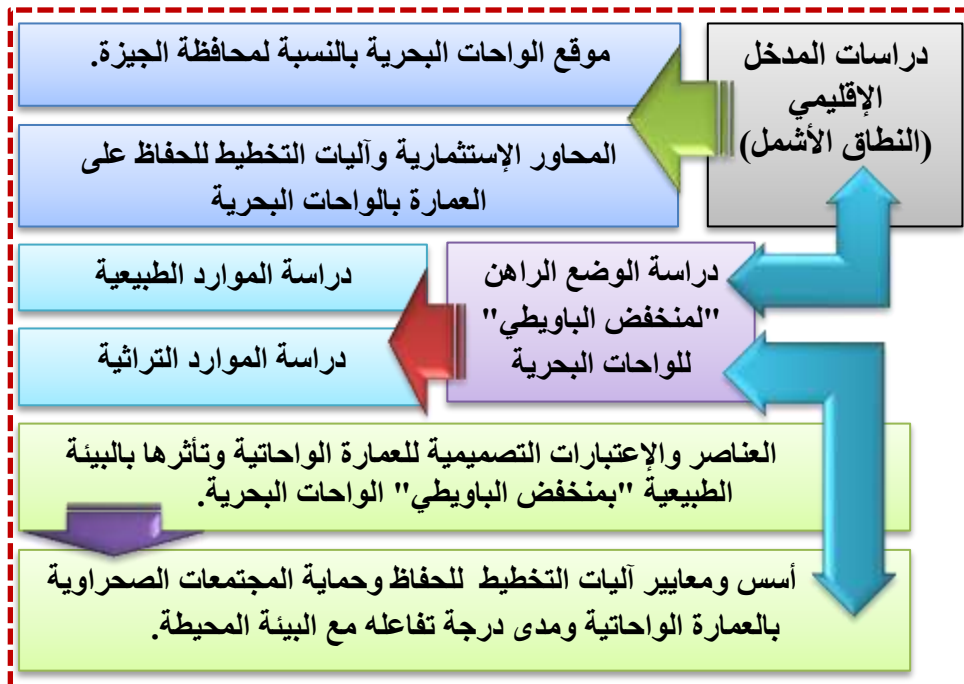 دراسات المدخل
الإقليمي
(النطاق الأشمل)
موقع الواحات البحرية بالنسبة لمحافظة الجيزة.
المحاور الإستثمارية وآليات التخطيط للحفاظ على
العمارة بالواحات البحرية
دراسة الوضع الراهن
"لمنخفض الباويطي"
للواحات البحرية
دراسة الموارد الطبيعية
دراسة الموارد التراثية
العناصر والإعتبارات التصميمية للعمارة الواحاتية وتأثرها بالبيئة
الطبيعية "بمنخفض الباويطي" الواحات البحرية.
أسس ومعايير آليات التخطيط للحفاظ وحماية المجتمعات الصحراوية
بالعمارة الواحاتية ومدى درجة تفاعله مع البيئة المحيطة.